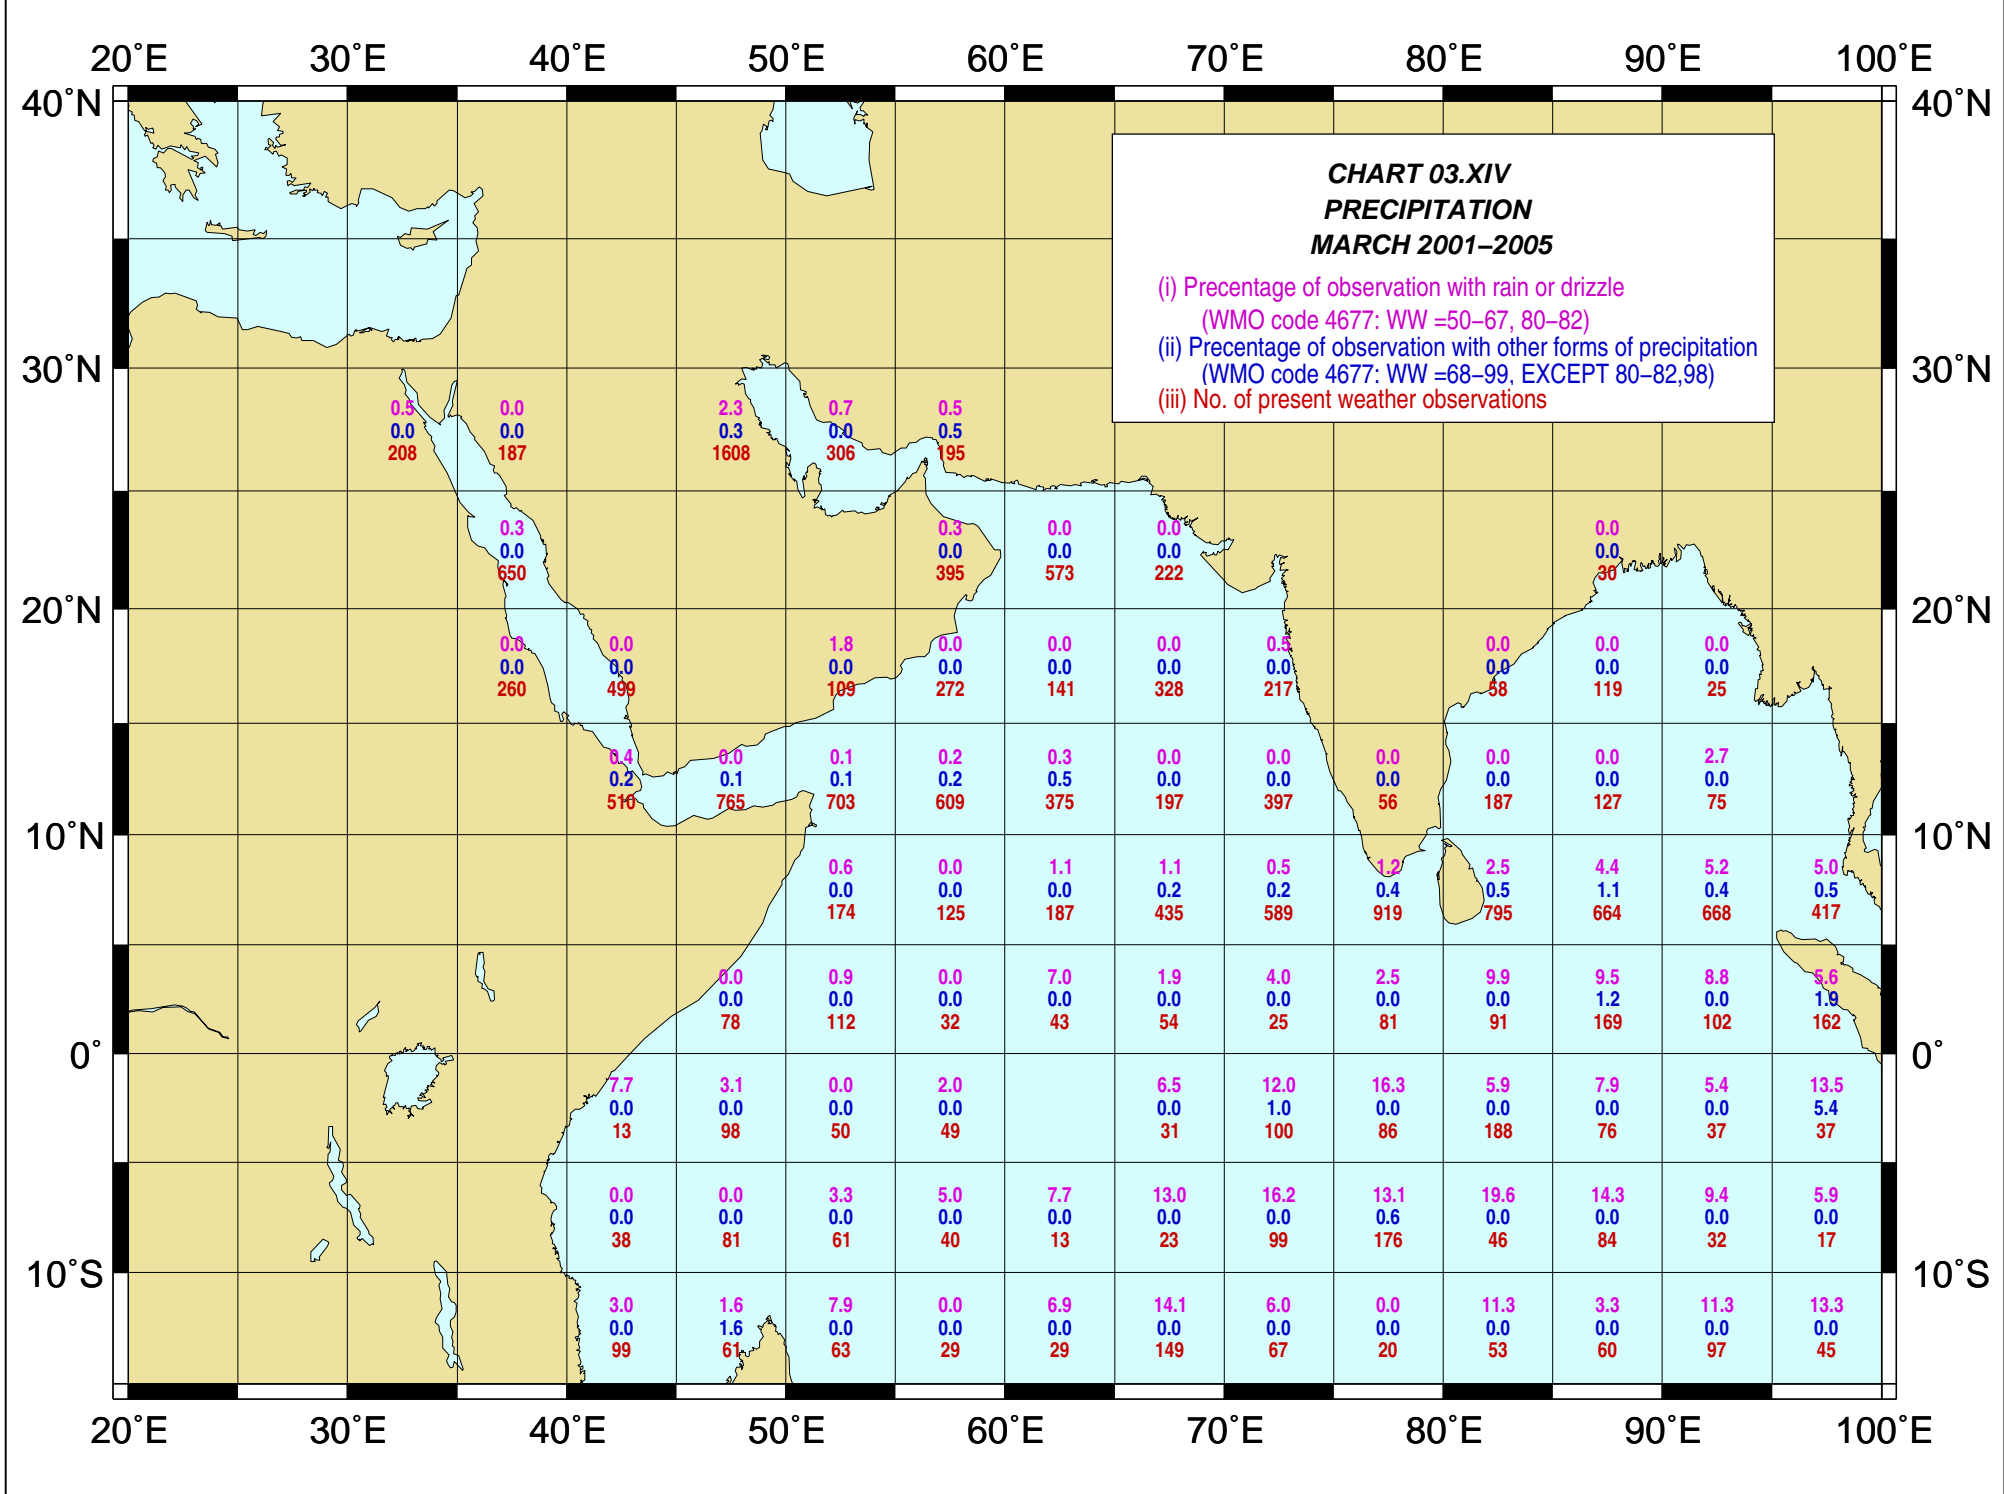 20˚E 30˚E 40˚E 50˚E 60˚E 70˚E 80˚E 90˚E 100˚E
40˚N 40˚N
CHART 03.XIV
PRECIPITATION
MARCH 2001–2005
(i) Precentage of observation with rain or drizzle
(WMO code 4677: WW =50–67, 80–82)
(ii) Precentage of observation with other forms of precipitation
(WMO code 4677: WW =68–99, EXCEPT 80–82,98)
(iii) No. of present weather observations
30˚N 30˚N
0.5 0.0 2.3 0.7 0.5
0.0 0.0 0.3 0.0 0.5
208 187 1608 306 195
0.3 0.3 0.0 0.0 0.0
0.0 0.0 0.0 0.0 0.0
650 395 573 222 30
20˚N 20˚N
0.0 0.0 1.8 0.0 0.0 0.0 0.5 0.0 0.0 0.0
0.0 0.0 0.0 0.0 0.0 0.0 0.0 0.0 0.0 0.0
260 499 109 272 141 328 217 58 119 25
0.4 0.0 0.1 0.2 0.3 0.0 0.0 0.0 0.0 0.0 2.7
0.2 0.1 0.1 0.2 0.5 0.0 0.0 0.0 0.0 0.0 0.0
510 765 703 609 375 197 397 56 187 127 75
10˚N 10˚N
0.6 0.0 1.1 1.1 0.5 1.2 2.5 4.4 5.2 5.0
0.0 0.0 0.0 0.2 0.2 0.4 0.5 1.1 0.4 0.5
174 125 187 435 589 919 795 664 668 417
0.0 0.9 0.0 7.0 1.9 4.0 2.5 9.9 9.5 8.8 5.6
0.0 0.0 0.0 0.0 0.0 0.0 0.0 0.0 1.2 0.0 1.9
78 112 32 43 54 25 81 91 169 102 162
0˚ 0˚
7.7 3.1 0.0 2.0 6.5 12.0 16.3 5.9 7.9 5.4 13.5
0.0 0.0 0.0 0.0 0.0 1.0 0.0 0.0 0.0 0.0 5.4
13 98 50 49 31 100 86 188 76 37 37
0.0 0.0 3.3 5.0 7.7 13.0 16.2 13.1 19.6 14.3 9.4 5.9
0.0 0.0 0.0 0.0 0.0 0.0 0.0 0.6 0.0 0.0 0.0 0.0
38 81 61 40 13 23 99 176 46 84 32 17
10˚S 10˚S
3.0 1.6 7.9 0.0 6.9 14.1 6.0 0.0 11.3 3.3 11.3 13.3
0.0 1.6 0.0 0.0 0.0 0.0 0.0 0.0 0.0 0.0 0.0 0.0
99 61 63 29 29 149 67 20 53 60 97 45
20˚E 30˚E 40˚E 50˚E 60˚E 70˚E 80˚E 90˚E 100˚E